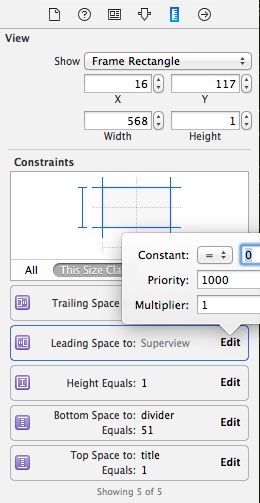 View
Show Frame Rectangle
16 117
X Y
568 1
Width Height
Constraints
All This Size Cla
Constant: = 0
Priority: 1000
Multiplier: 1
Trailing Space
Leading Space to: Superview Edit
Height Equals: 1 Edit
Bottom Space to: divider
Equals: 51 Edit
Top Space to: title
Equals: 1 Edit
Showing 5 of 5